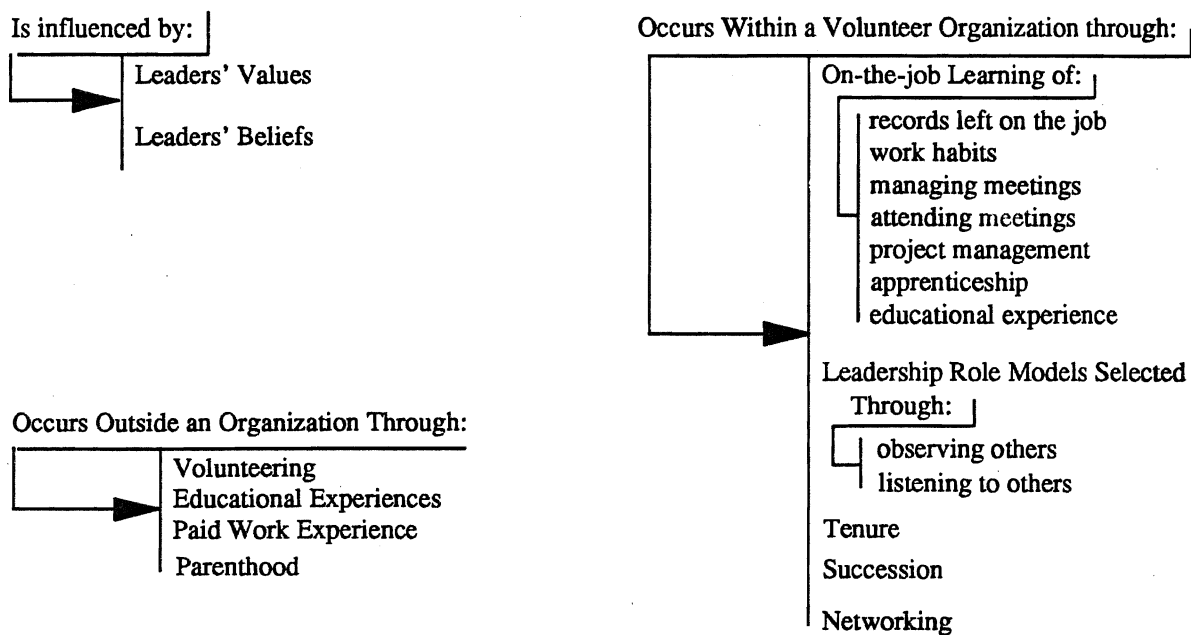 Is influenced by:
Leaders' Values
Leaders' Beliefs
Occurs Outside an Organization Through:
Volunteering
Educational Experiences
Paid Work Experience
Parenthood
Occurs Within a Volunteer Organization through:
On-the-job Learning of:
records left on the job
work habits
managing meetings
attending meetings
project management
apprenticeship
educational experience
Leadership Role Models Selected
Through:
observing others
listening to others
Tenure
Succession
Networking